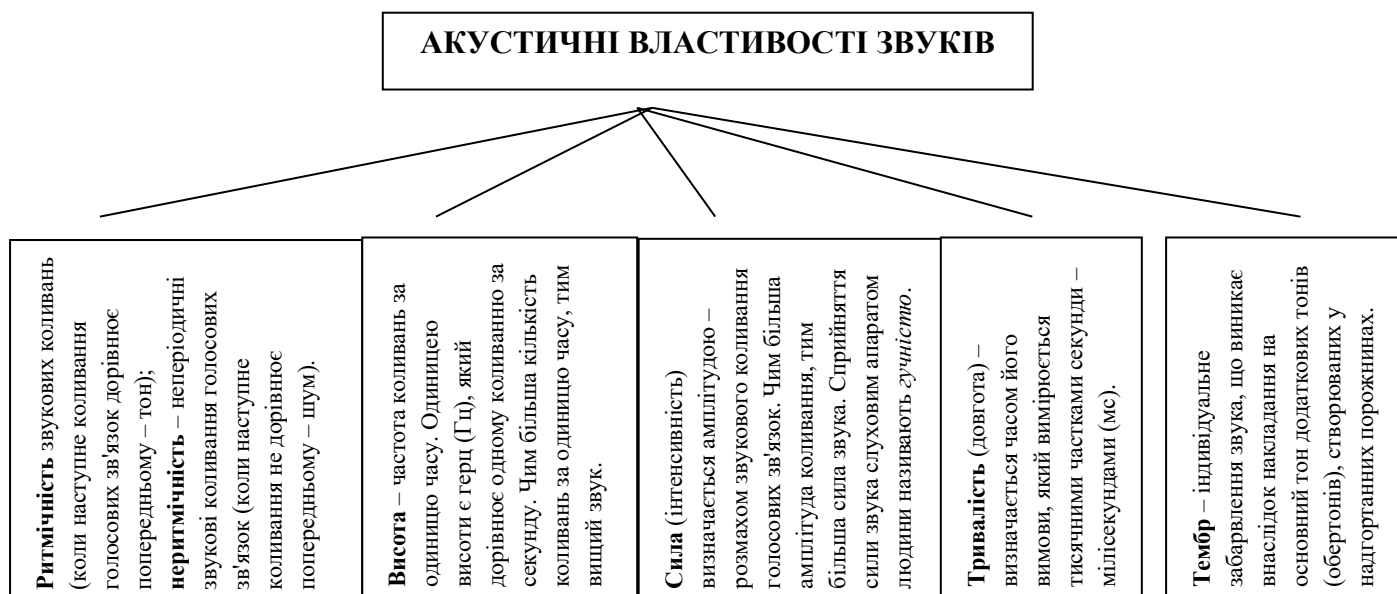 АКУСТИЧНІ ВЛАСТИВОСТІ ЗВУКІВ
Ритмічність звукових коливань
(коли наступне коливання
голосових зв'язок дорівнює
попередньому – тон);
неритмічність – неперіодичні
звукові коливання голосових
зв'язок (коли наступне
коливання не дорівнює
попередньому – шум).
Висота – частота коливань за
одиницю часу. Одиницею
висоти є герц (Гц), який
дорівнює одному коливанню за
секунду. Чим більша кількість
коливань за одиницю часу, тим
вищий звук.
Сила (інтенсивність)
визначається амплітудою –
розмахом звукового коливання
голосових зв'язок. Чим більша
амплітуда коливання, тим
більша сила звука. Сприйняття
сили звука слуховим апаратом
людини називають гучністю.
Тривалість (довгота) –
визначається часом його
вимови, який вимірюється
тисячними частками секунди –
мілісекундами (мс).
Тембр – індивідуальне
забарвлення звука, що виникає
внаслідок накладання на
основний тон додаткових тонів
(обертонів), створюваних у
надгортанних порожнинах.